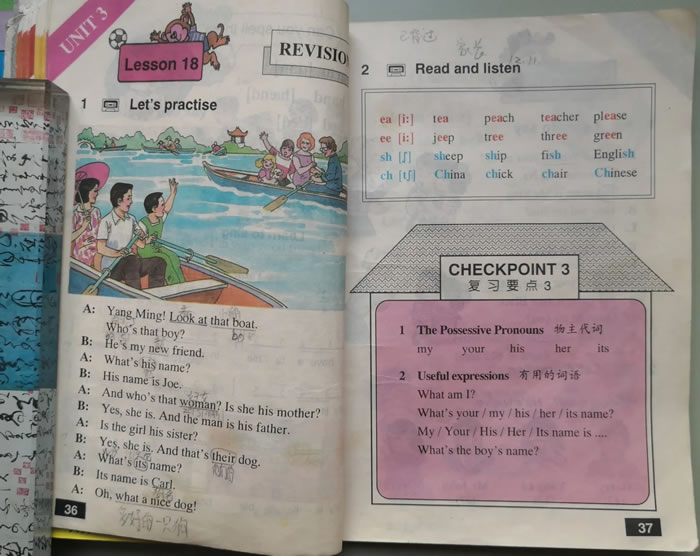 UNIT 3
Lesson 18
REVISIO
1 Let's practise
A: Yang Ming! Look at that boat.
Who's that boy?
B: He's my new friend.
A: What's his name?
B: His name is Joe.
A: And who's that woman? Is she his mother?
B: Yes, she is. And the man is his father.
A: Is the girl his sister?
B: Yes, she is. And that's their dog.
A: What's its name?
B: Its name is Carl.
A: Oh, what a nice dog!
多好的一只狗
36
2 Read and listen
ea [i:] tea peach teacher please
ee [i:] jeep tree three green
sh [ʃ] sheep ship fish English
ch [tʃ] China chick chair Chinese
CHECKPOINT 3
复习要点 3
1 The Possessive Pronouns 物主代词
my your his her its
2 Useful expressions 有用的词语
What am I?
What's your / my / his / her / its name?
My / Your / His / Her / Its name is ....
What's the boy's name?
37